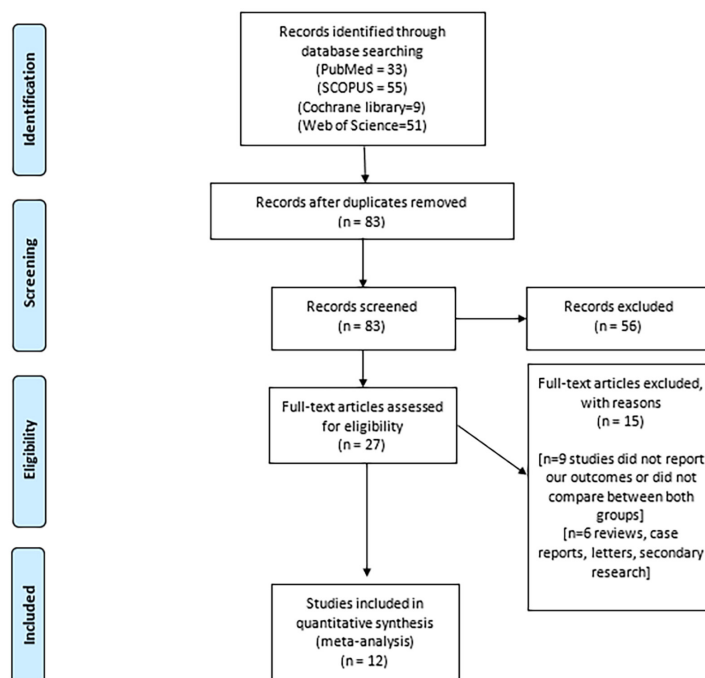 Identification
Records identified through
database searching
(PubMed = 33)
(SCOPUS = 55)
(Cochrane library=9)
(Web of Science=51)
Records after duplicates removed
(n = 83)
Screening
Records screened
(n = 83)
Records excluded
(n = 56)
Eligibility
Full-text articles assessed
for eligibility
(n = 27)
Full-text articles excluded,
with reasons
(n = 15)
[n=9 studies did not report
our outcomes or did not
compare between both
groups]
[n=6 reviews, case
reports, letters, secondary
research]
Included
Studies included in
quantitative synthesis
(meta-analysis)
(n = 12)